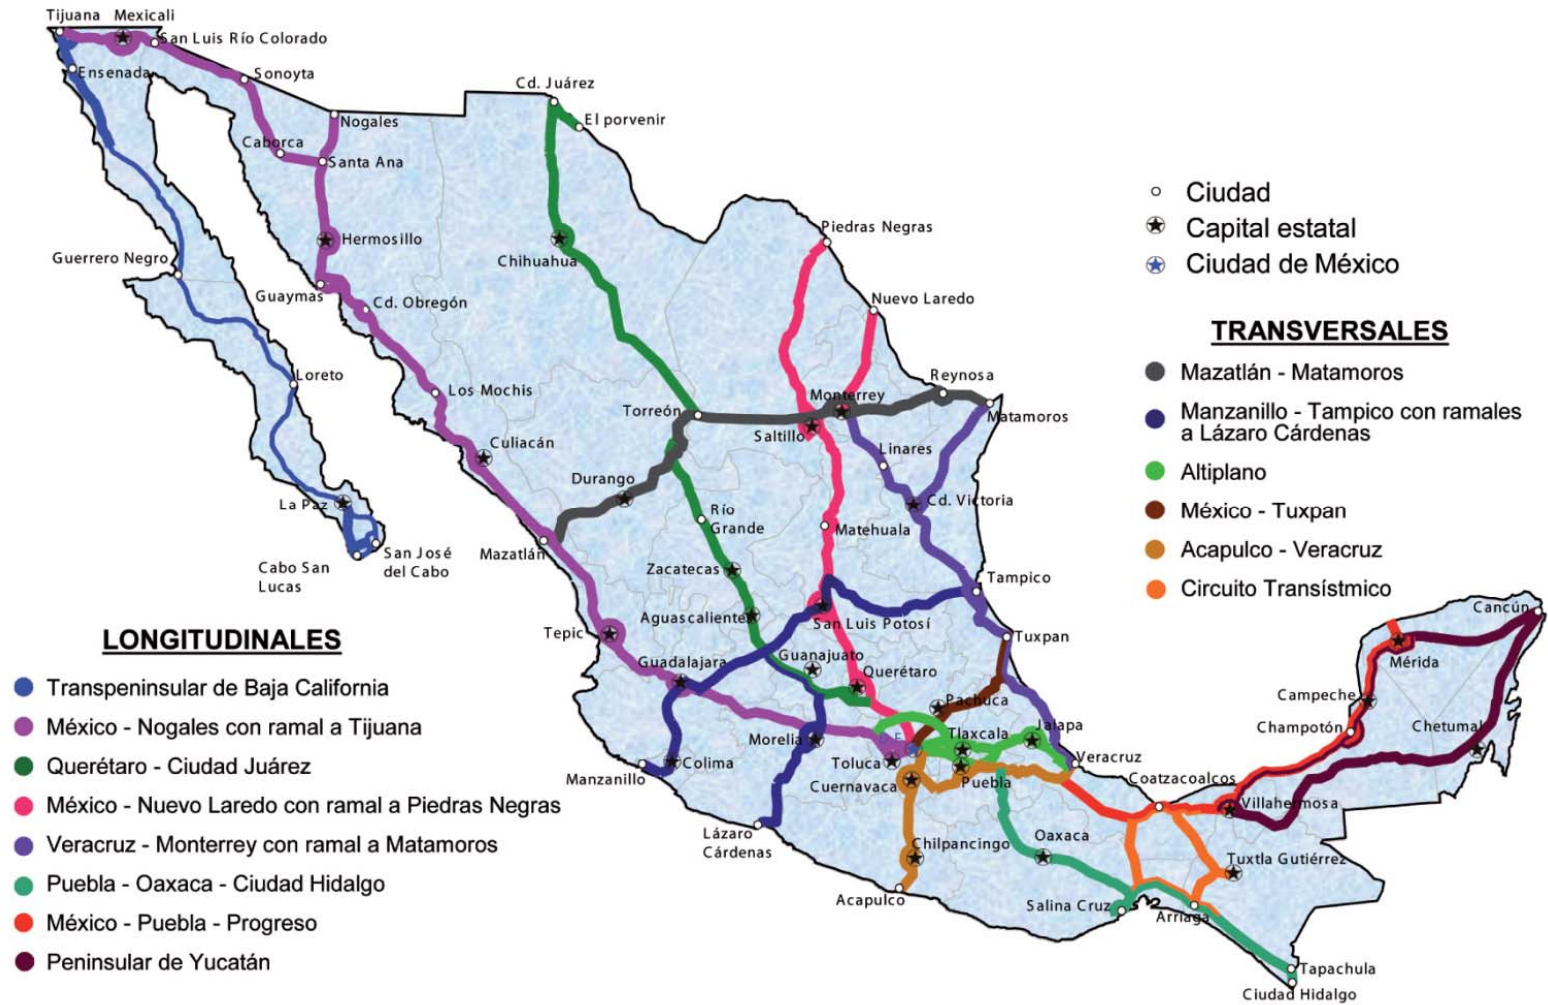 Tijuana
Mexicali
San Luis Río Colorado
Ensenada
Sonoyta
Nogales
Caborca
Santa Ana
Hermosillo
Guerrero Negro
Guaymas
Cd. Obregón
Loreto
Los Mochis
Culiacán
La Paz
San José
del Cabo
Cabo San
Lucas
Mazatlán
Tepic
Cd. Juárez
El porvenir
Chihuahua
Piedras Negras
Nuevo Laredo
Reynosa
Monterrey
Matamoros
Torreón
Saltillo
Linares
Durango
Cd. Victoria
Río
Grande
Matehuala
Zacatecas
Tampico
Aguascalientes
San Luis Potosí
Tuxpan
Guadalajara
Guanajuato
Querétaro
Pachuca
Morelia
D.F.
Tlaxcala
Jalapa
Toluca
Manzanillo
Colima
Cuernavaca
Puebla
Veracruz
Coatzacoalcos
Lázaro
Cárdenas
Chilpancingo
Oaxaca
Villahermosa
Tuxtla Gutiérrez
Acapulco
Salina Cruz
Arriaga
Tapachula
Ciudad Hidalgo
Cancún
Mérida
Campeche
Champotón
Chetumal
Ciudad
Capital estatal
Ciudad de México
TRANSVERSALES
Mazatlán - Matamoros
Manzanillo - Tampico con ramales
a Lázaro Cárdenas
Altiplano
México - Tuxpan
Acapulco - Veracruz
Circuito Transístmico
LONGITUDINALES
Transpeninsular de Baja California
México - Nogales con ramal a Tijuana
Querétaro - Ciudad Juárez
México - Nuevo Laredo con ramal a Piedras Negras
Veracruz - Monterrey con ramal a Matamoros
Puebla - Oaxaca - Ciudad Hidalgo
México - Puebla - Progreso
Peninsular de Yucatán